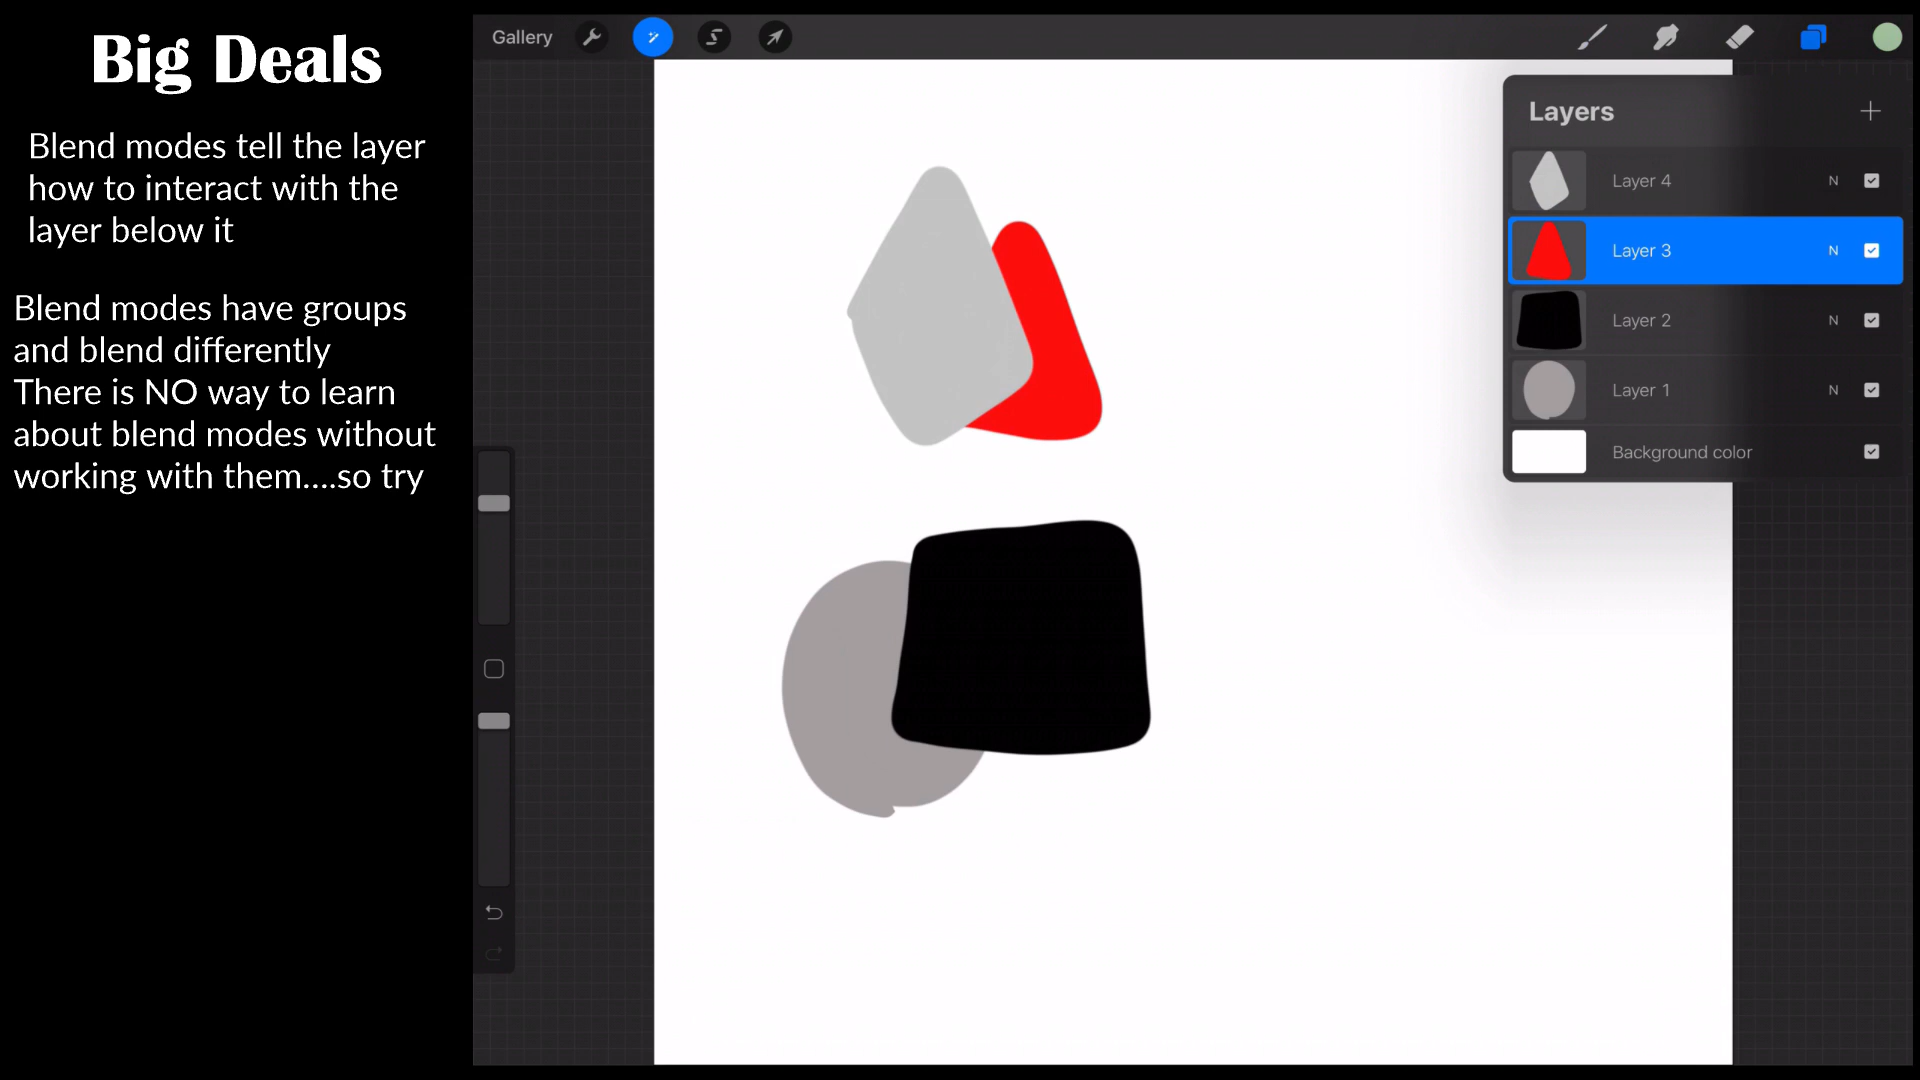 Big Deals
Blend modes tell the layer
how to interact with the
layer below it
Blend modes have groups
and blend differently
There is NO way to learn
about blend modes without
working with them....so try
Gallery
Layers
Layer 4 N
Layer 3 N
Layer 2 N
Layer 1 N
Background color